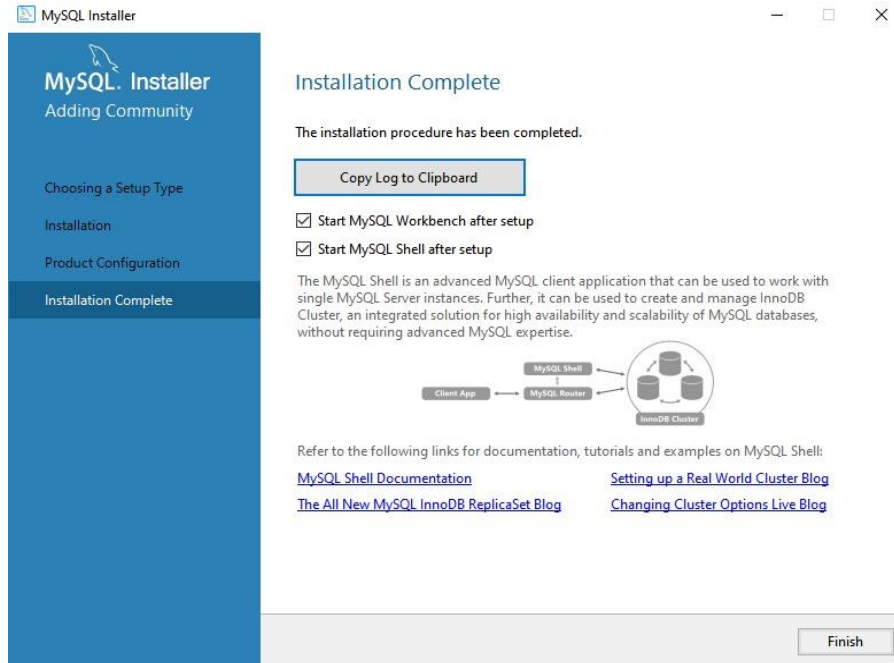 MySQL Installer
MySQL. Installer
Adding Community
Choosing a Setup Type
Installation
Product Configuration
Installation Complete
Installation Complete
The installation procedure has been completed.
Copy Log to Clipboard
Start MySQL Workbench after setup
Start MySQL Shell after setup
The MySQL Shell is an advanced MySQL client application that can be used to work with
single MySQL Server instances. Further, it can be used to create and manage InnoDB
Cluster, an integrated solution for high availability and scalability of MySQL databases,
without requiring advanced MySQL expertise.
MySQL Shell
Client App
MySQL Router
InnoDB Cluster
Refer to the following links for documentation, tutorials and examples on MySQL Shell:
MySQL Shell Documentation
Setting up a Real World Cluster Blog
The All New MySQL InnoDB ReplicaSet Blog
Changing Cluster Options Live Blog
Finish